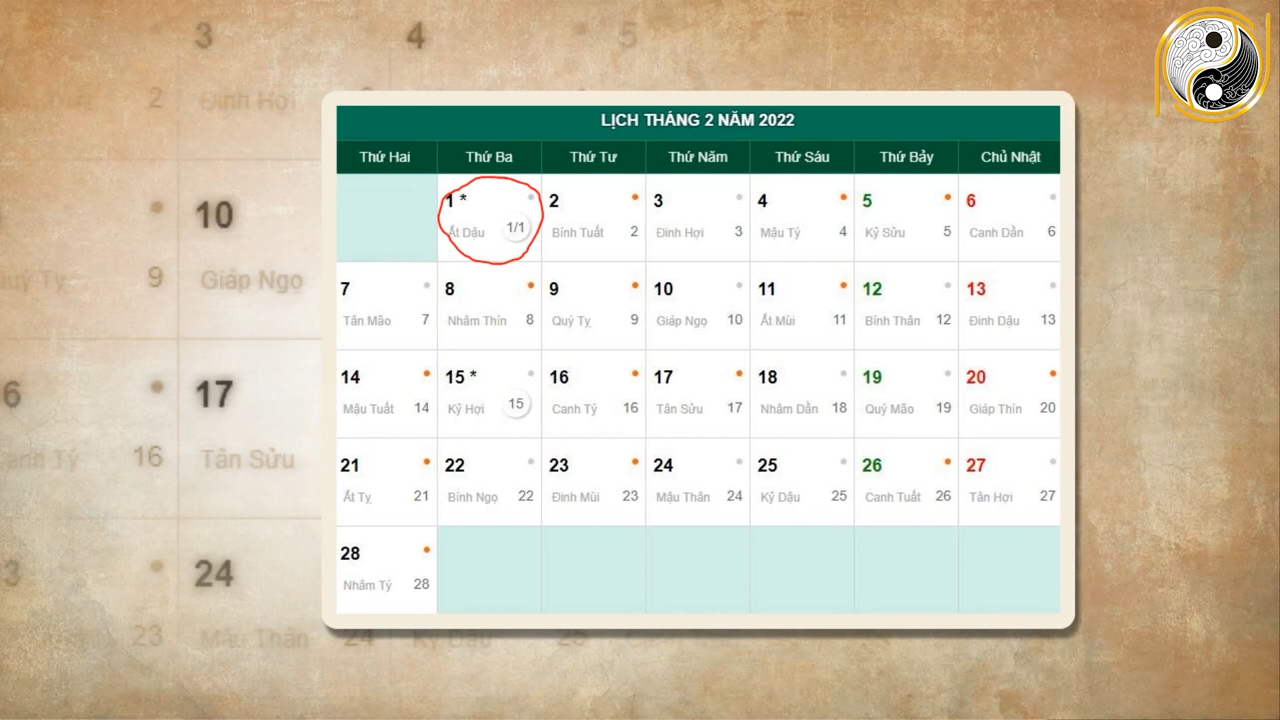 LỊCH THÁNG 2 NĂM 2022
Thứ Hai Thứ Ba Thứ Tư Thứ Năm Thứ Sáu Thứ Bảy Chủ Nhật
1 * 2 3 4 5 6
Ất Dậu 1/1 Bính Tuất 2 Đinh Hợi 3 Mậu Tý 4 Kỷ Sửu 5 Canh Dần 6
7 8 9 10 11 12 13
Tân Mão 7 Nhâm Thìn 8 Quý Tỵ 9 Giáp Ngọ 10 Ất Mùi 11 Bính Thân 12 Đinh Dậu 13
14 15 * 16 17 18 19 20
Mậu Tuất 14 Kỷ Hợi 15 Canh Tý 16 Tân Sửu 17 Nhâm Dần 18 Quý Mão 19 Giáp Thìn 20
21 22 23 24 25 26 27
Ất Tỵ 21 Bính Ngọ 22 Đinh Mùi 23 Mậu Thân 24 Kỷ Dậu 25 Canh Tuất 26 Tân Hợi 27
28
Nhâm Tý 28
3 4 5
2 Đinh Hợi
10
9 Giáp Ngọ
6 17
16 Tân Sửu
24
23 Mậu Thân 24 Kỷ Dậu 25